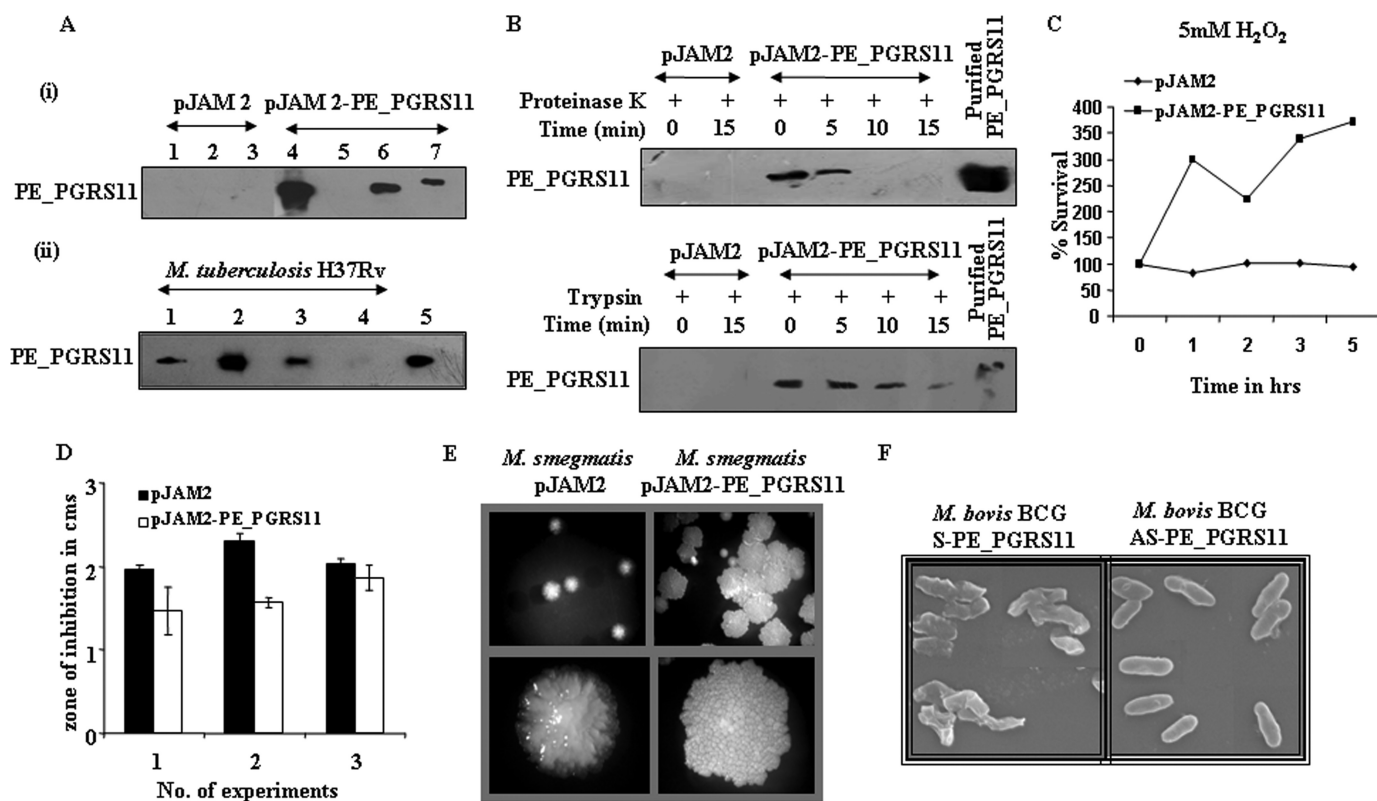 A
(i)
pJAM 2 pJAM 2-PE_PGRS11
1 2 3 4 5 6 7
PE_PGRS11
(ii)
M. tuberculosis H37Rv
1 2 3 4 5
PE_PGRS11
B
pJAM2 pJAM2-PE_PGRS11
Purified PE_PGRS11
Proteinase K + + + + + +
Time (min) 0 15 0 5 10 15
PE_PGRS11
pJAM2 pJAM2-PE_PGRS11
Purified PE_PGRS11
Trypsin + + + + + +
Time (min) 0 15 0 5 10 15
PE_PGRS11
C
5mM H₂O₂
pJAM2
pJAM2-PE_PGRS11
% Survival
400
350
300
250
200
150
100
50
0
0 1 2 3 5
Time in hrs
D
pJAM2
pJAM2-PE_PGRS11
zone of inhibition in cms
3
2
1
0
1 2 3
No. of experiments
E
M. smegmatis M. smegmatis
pJAM2 pJAM2-PE_PGRS11
F
M. bovis BCG M. bovis BCG
S-PE_PGRS11 AS-PE_PGRS11